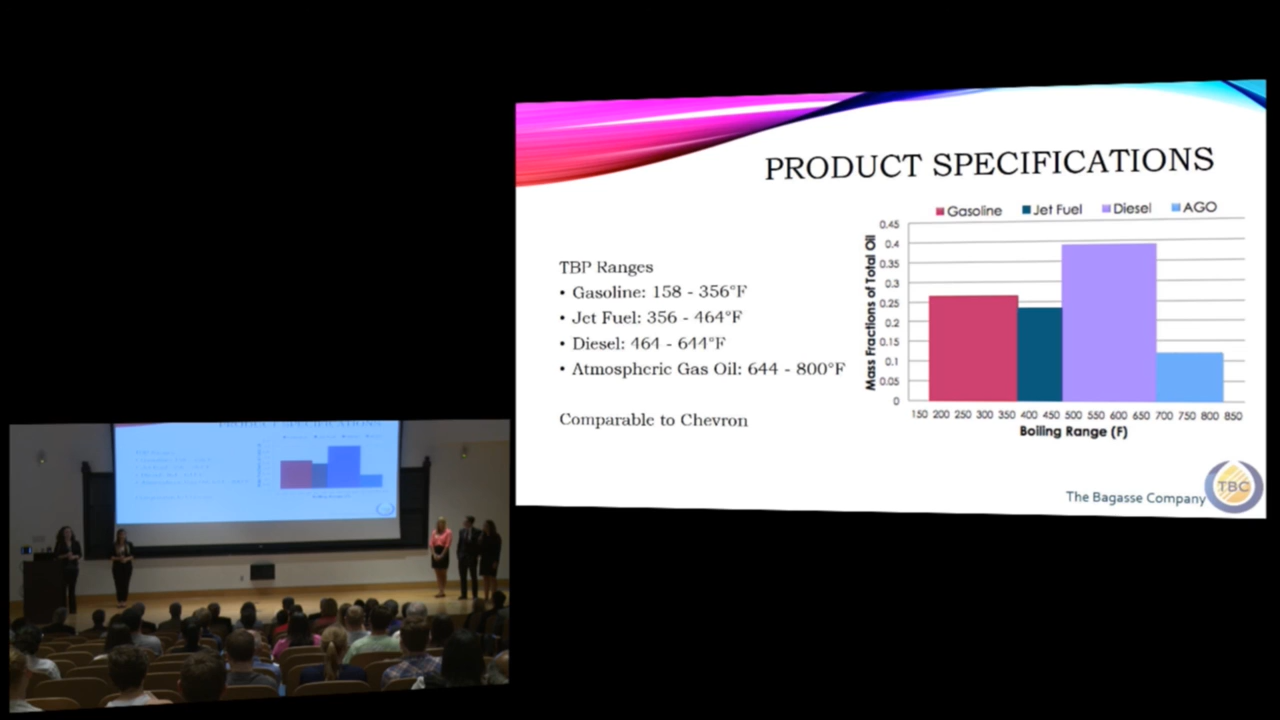 PRODUCT SPECIFICATIONS
TBP Ranges
• Gasoline: 158 - 356°F
• Jet Fuel: 356 - 464°F
• Diesel: 464 - 644°F
• Atmospheric Gas Oil: 644 - 800°F
Comparable to Chevron
Gasoline Jet Fuel Diesel AGO
Mass Fractions of Total Oil
0.45
0.4
0.35
0.3
0.25
0.2
0.15
0.1
0.05
0
150 200 250 300 350 400 450 500 550 600 650 700 750 800 850
Boiling Range (F)
The Bagasse Company
TBC
PRODUCT SPECIFICATIONS